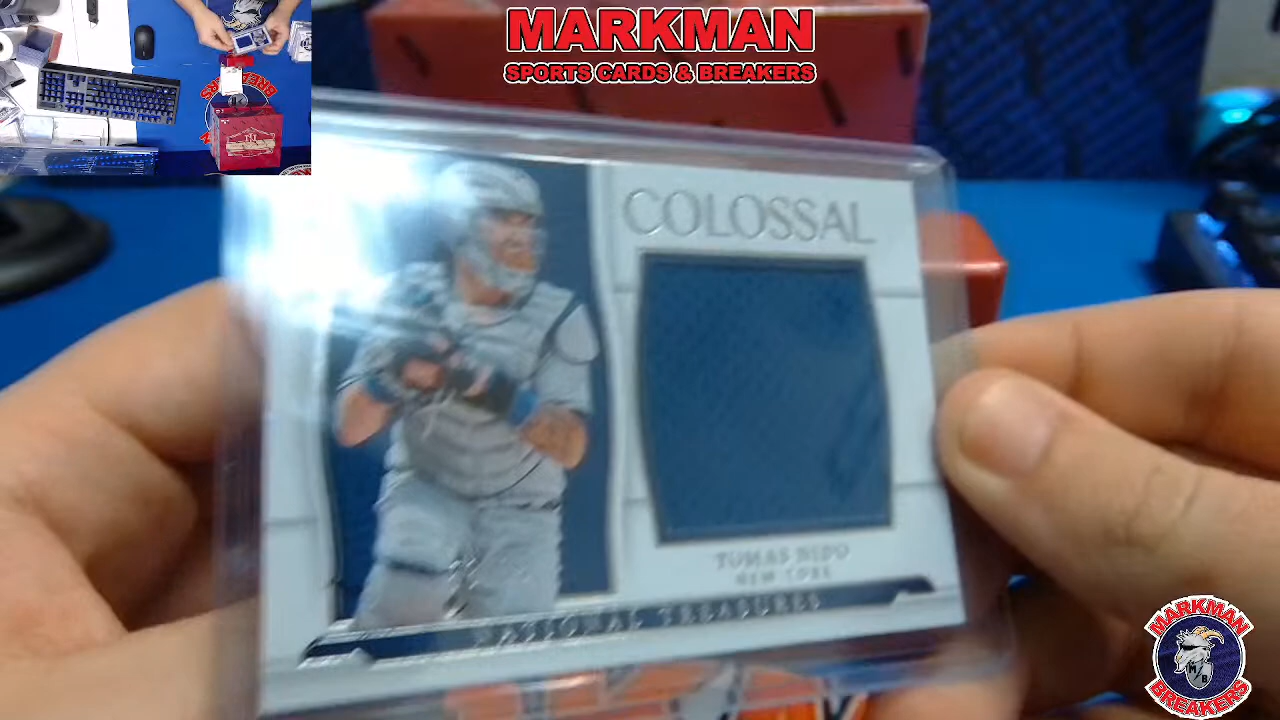 MARKMAN
SPORTS CARDS & BREAKERS
COLOSSAL
TOMAS NIDO
NEW YORK
NATIONAL TREASURES
MARKMAN
BREAKERS